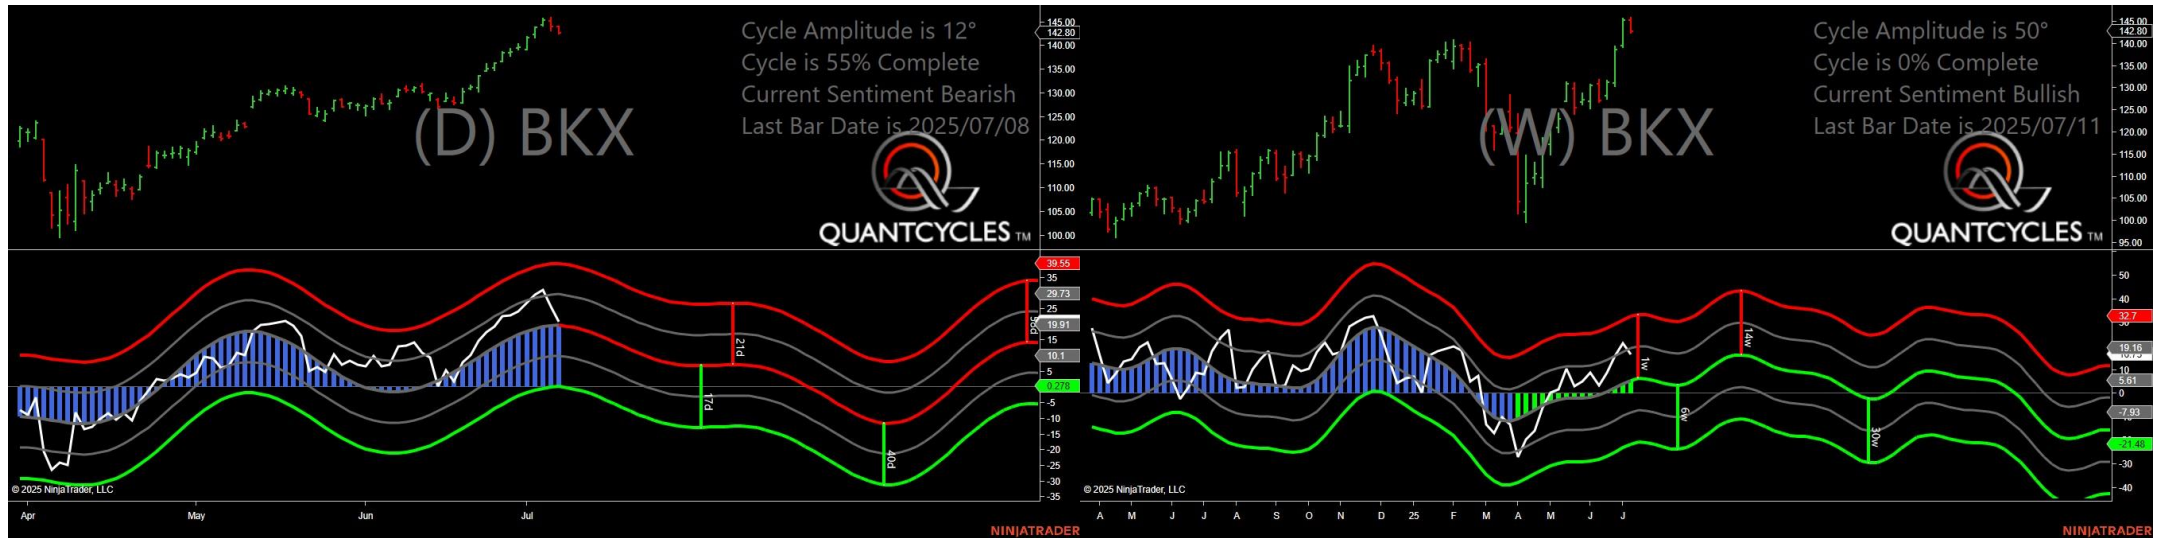 Cycle Amplitude is 12°
Cycle is 55% Complete
Current Sentiment Bearish
Last Bar Date is 2025/07/08
(D) BKX
QUANTCYCLES TM
145.00
142.80
140.00
135.00
130.00
125.00
120.00
115.00
110.00
105.00
100.00
39.55
35
29.73
25
19.91
15
10.1
5
0.278
-5
-10
-15
-20
-25
-30
-35
21d
17d
40d
© 2025 NinjaTrader, LLC
Apr May Jun Jul
NINJATRADER
Cycle Amplitude is 50°
Cycle is 0% Complete
Current Sentiment Bullish
Last Bar Date is 2025/07/11
(W) BKX
QUANTCYCLES TM
145.00
142.80
140.00
135.00
130.00
125.00
120.00
115.00
110.00
105.00
100.00
95.00
50
40
32.7
19.16
10
5.61
0
-7.93
-21.48
-30
-40
1w
14w
6w
30w
© 2025 NinjaTrader, LLC
A M J J A S O N D 25 F M A M J J
NINJATRADER